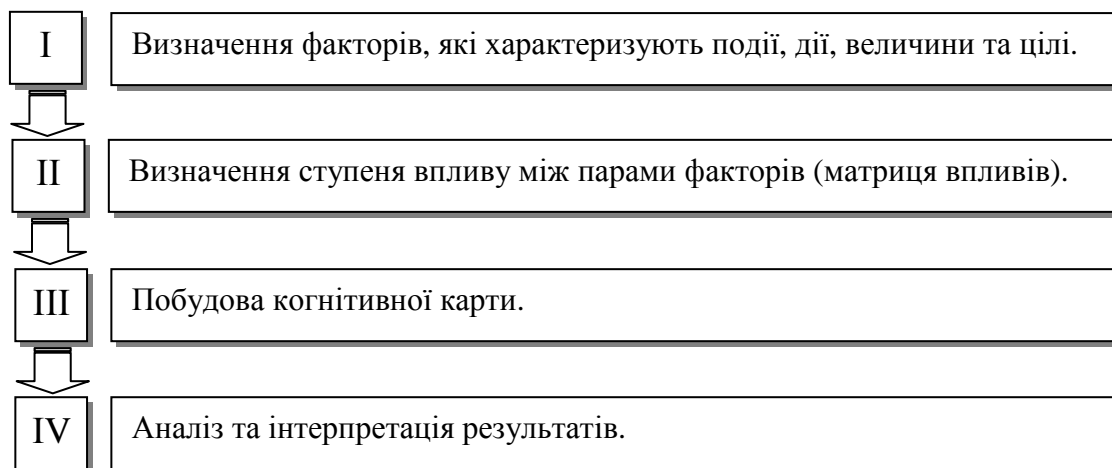 I
Визначення факторів, які характеризують події, дії, величини та цілі.
II
Визначення ступеня впливу між парами факторів (матриця впливів).
III
Побудова когнітивної карти.
IV
Аналіз та інтерпретація результатів.